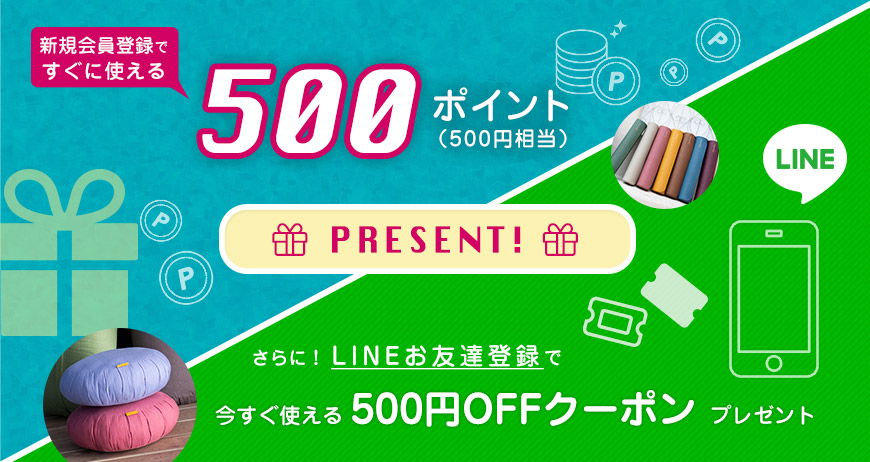 新規会員登録で
すぐに使える
500ポイント
（500円相当）
P
P
P
LINE
PRESENT!
P
P
さらに！LINEお友達登録で
今すぐ使える500円OFFクーポン プレゼント